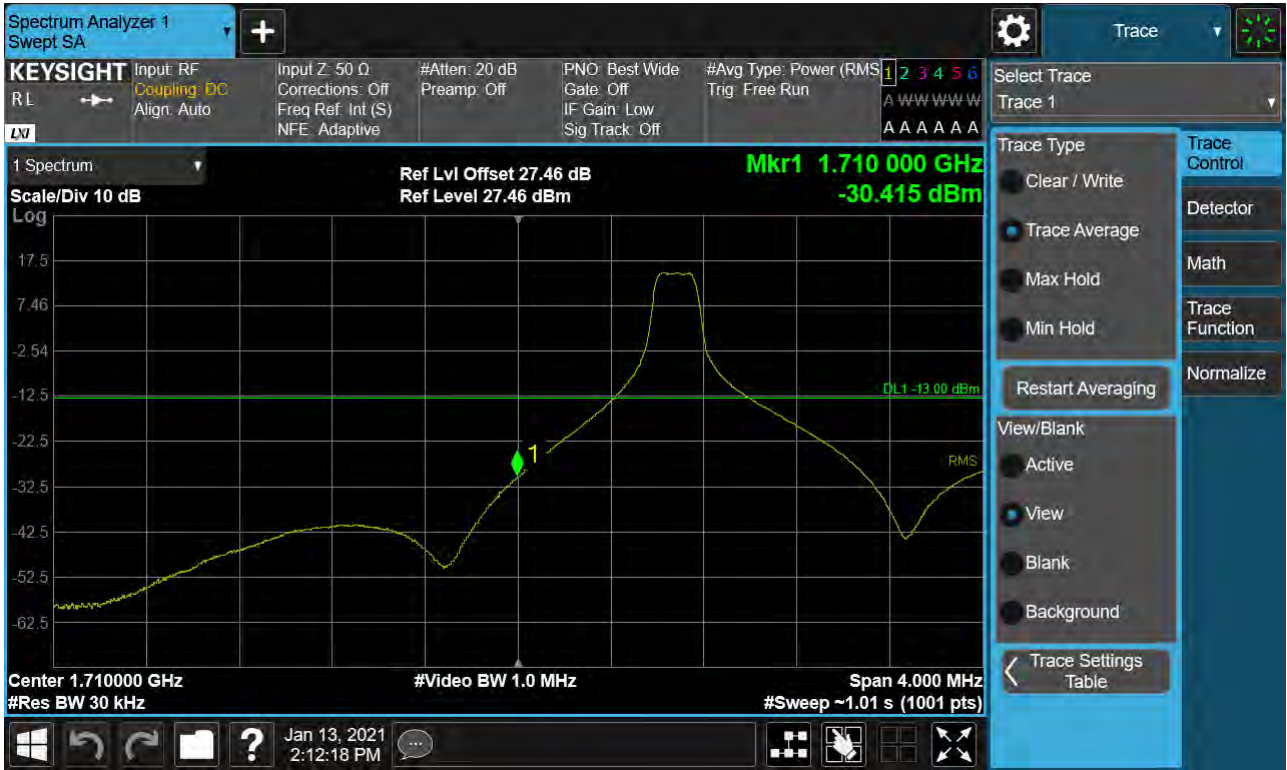 Spectrum Analyzer 1
Swept SA
+
Trace
KEYSIGHT
RL
LXI
Input: RF
Coupling: DC
Align: Auto
Input Z: 50 Ω
Corrections: Off
Freq Ref: Int (S)
NFE: Adaptive
#Atten: 20 dB
Preamp: Off
PNO: Best Wide
Gate: Off
IF Gain: Low
Sig Track: Off
#Avg Type: Power (RMS
Trig: Free Run
1 2 3 4 5 6
A W W W W W
A A A A A A
Select Trace
Trace 1
1 Spectrum
Scale/Div 10 dB
Log
Ref Lvl Offset 27.46 dB
Ref Level 27.46 dBm
Mkr1 1.710 000 GHz
-30.415 dBm
17.5
7.46
-2.54
-12.5
-22.5
-32.5
-42.5
-52.5
-62.5
DL1 -13.00 dBm
1
RMS
Center 1.710000 GHz
#Res BW 30 kHz
#Video BW 1.0 MHz
Span 4.000 MHz
#Sweep ~1.01 s (1001 pts)
Trace Type
Clear / Write
Trace Average
Max Hold
Min Hold
Restart Averaging
View/Blank
Active
View
Blank
Background
Trace Settings
Table
Trace
Control
Detector
Math
Trace
Function
Normalize
?
Jan 13, 2021
2:12:18 PM